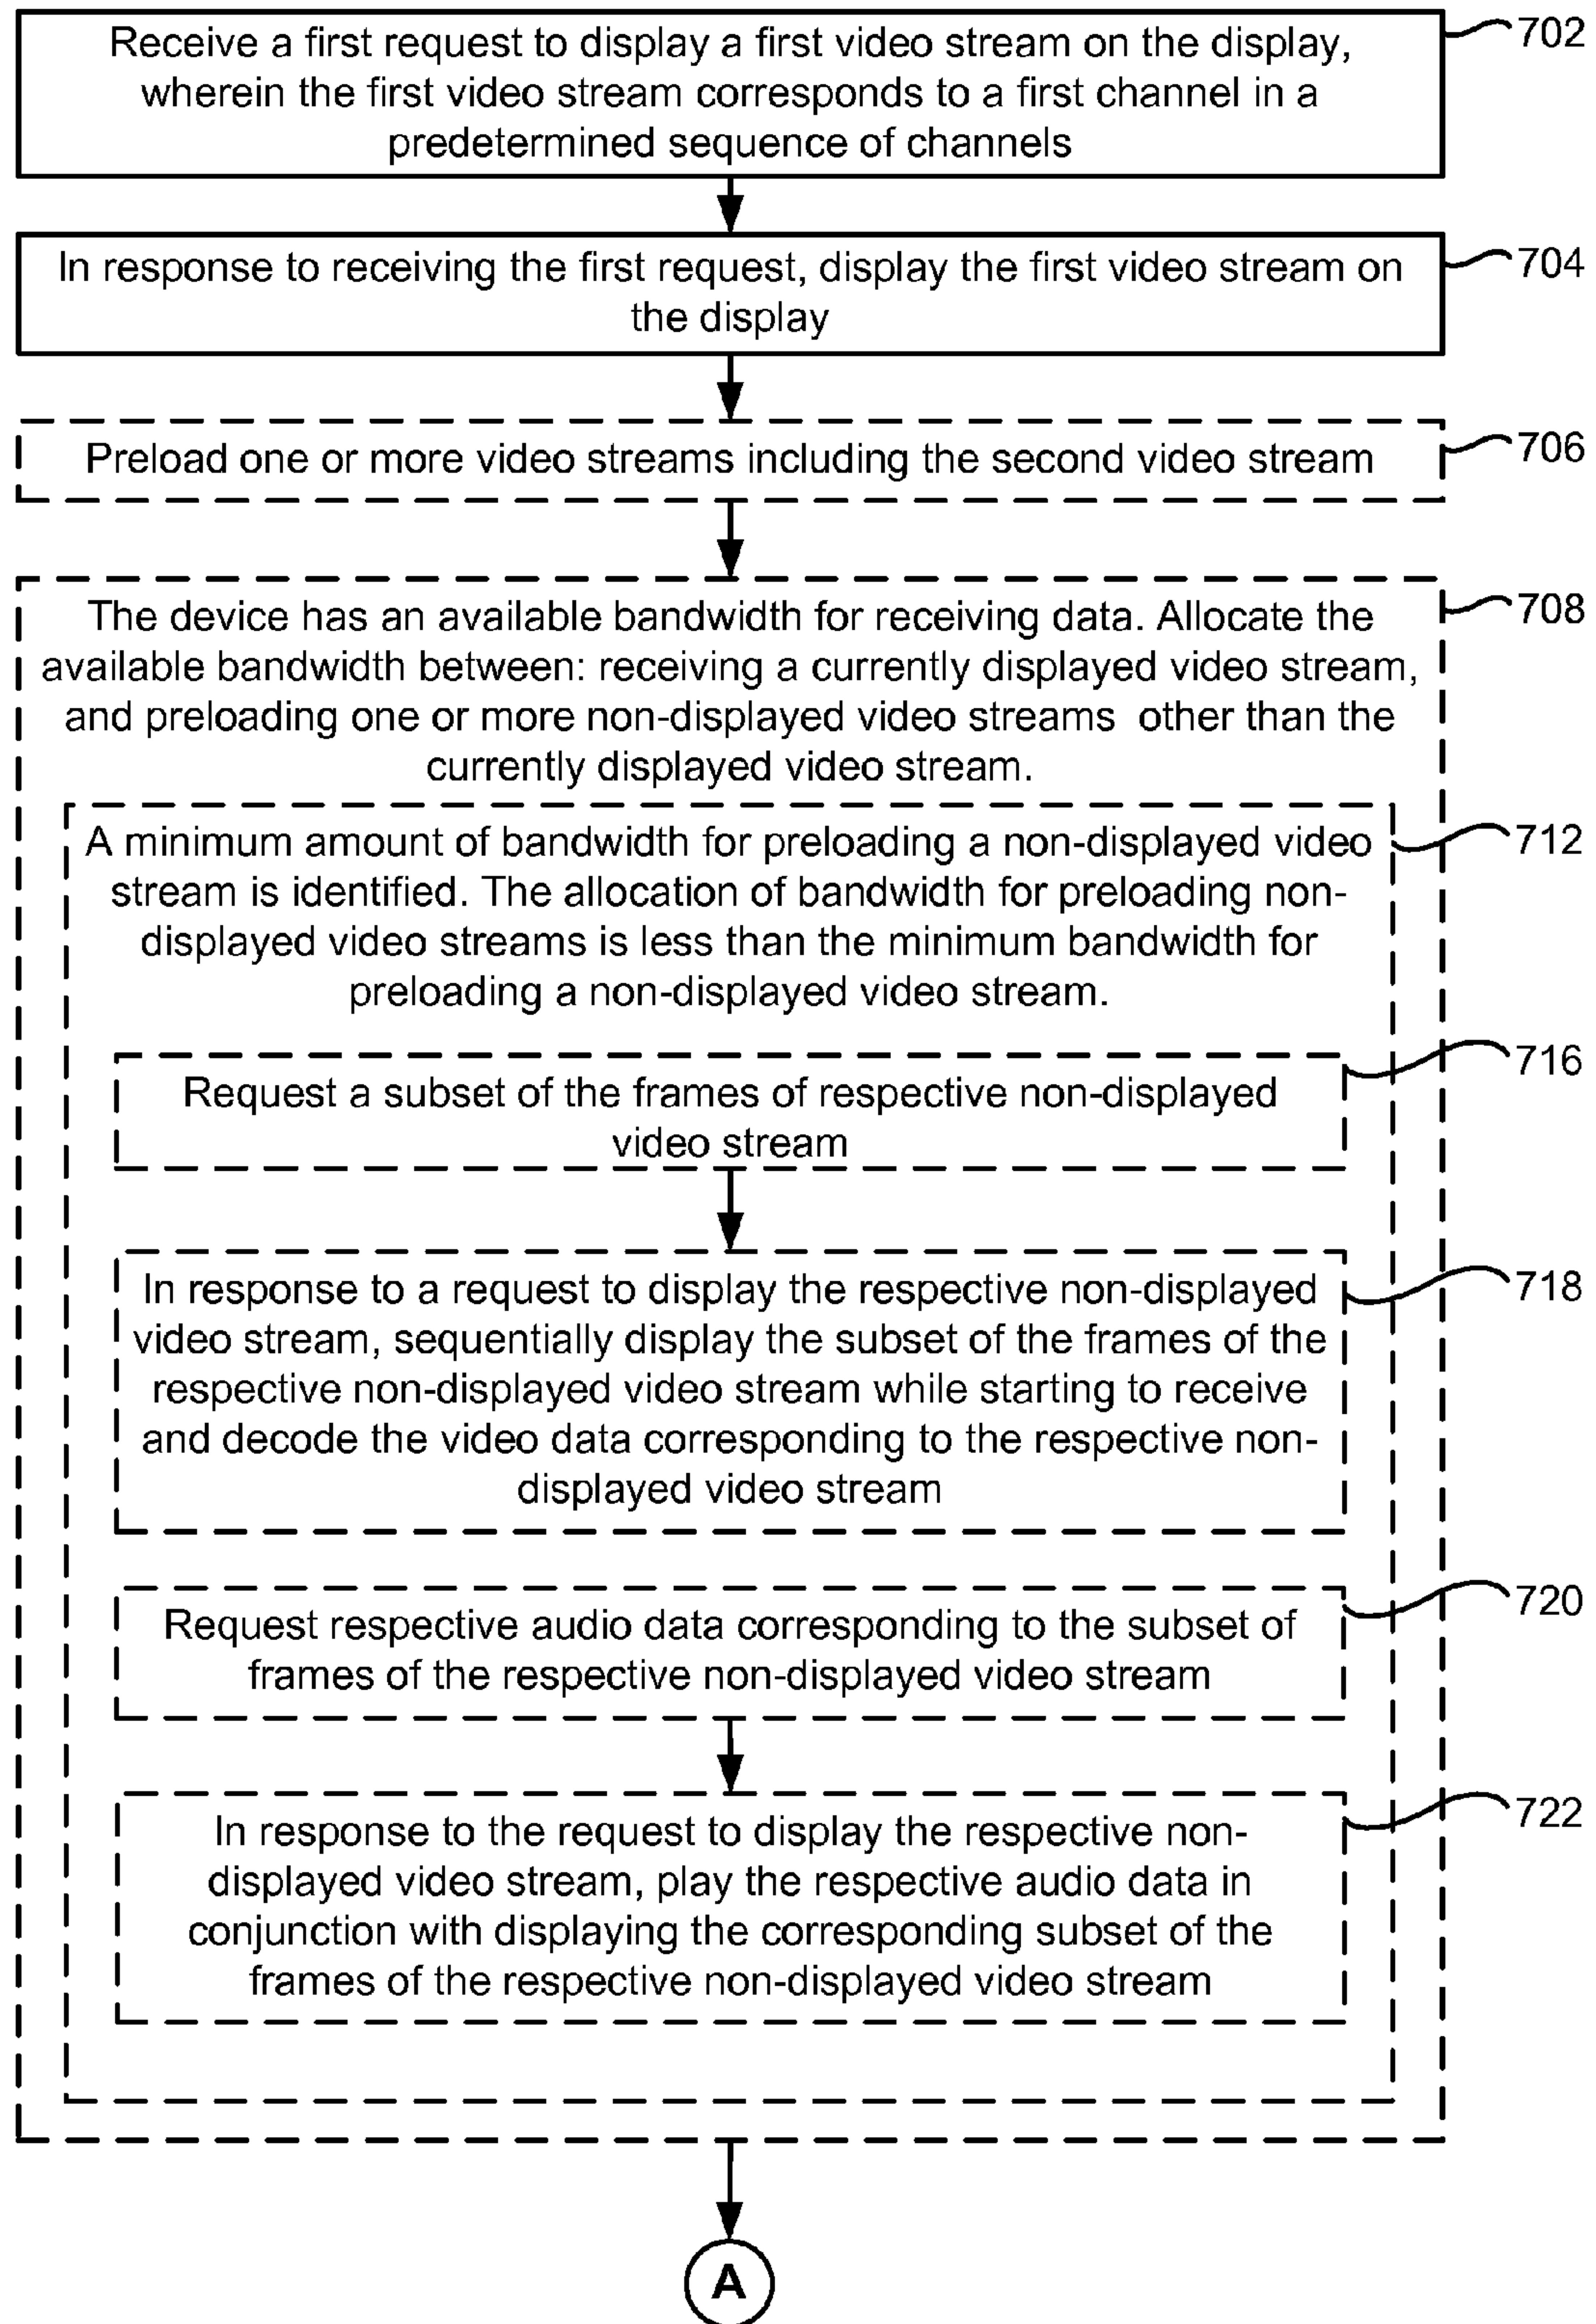 Receive a first request to display a first video stream on the display,
wherein the first video stream corresponds to a first channel in a
predetermined sequence of channels
702
In response to receiving the first request, display the first video stream on
the display
704
Preload one or more video streams including the second video stream
706
The device has an available bandwidth for receiving data. Allocate the
available bandwidth between: receiving a currently displayed video stream,
and preloading one or more non-displayed video streams other than the
currently displayed video stream.
708
A minimum amount of bandwidth for preloading a non-displayed video
stream is identified. The allocation of bandwidth for preloading non-
displayed video streams is less than the minimum bandwidth for
preloading a non-displayed video stream.
712
Request a subset of the frames of respective non-displayed
video stream
716
In response to a request to display the respective non-displayed
video stream, sequentially display the subset of the frames of the
respective non-displayed video stream while starting to receive
and decode the video data corresponding to the respective non-
displayed video stream
718
Request respective audio data corresponding to the subset of
frames of the respective non-displayed video stream
720
In response to the request to display the respective non-
displayed video stream, play the respective audio data in
conjunction with displaying the corresponding subset of the
frames of the respective non-displayed video stream
722
A